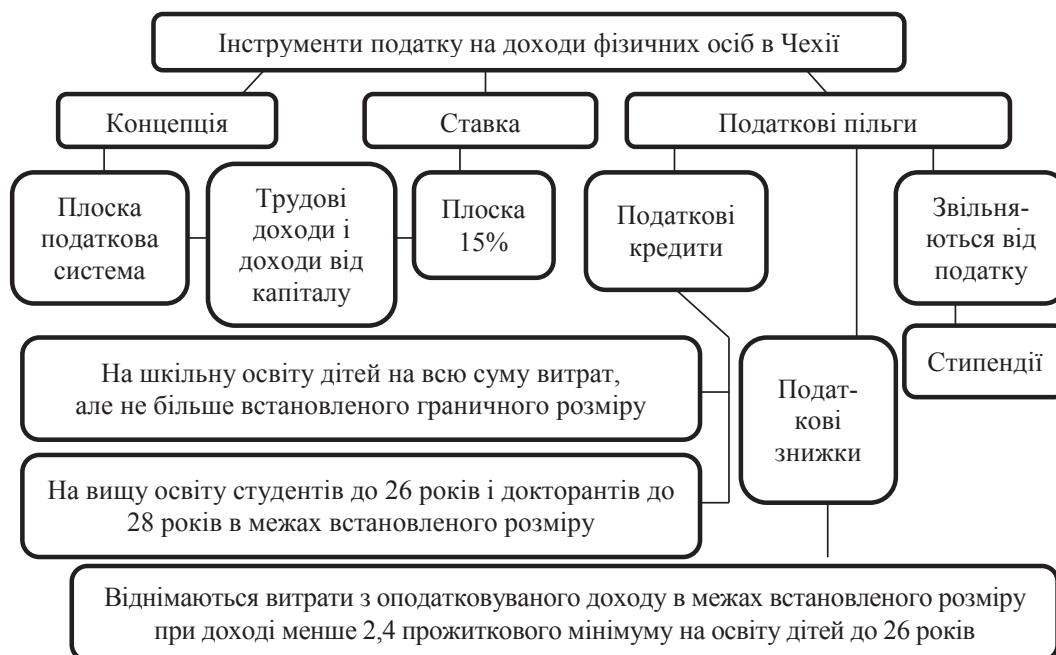 Інструменти податку на доходи фізичних осіб в Чехії
Концепція
Ставка
Податкові пільги
Плоска
податкова
система
Трудові
доходи і
доходи від
капіталу
Плоска
15%
Податкові
кредити
Звільня-
ються від
податку
Стипендії
На шкільну освіту дітей на всю суму витрат,
але не більше встановленого граничного розміру
Подат-
кові
знижки
На вищу освіту студентів до 26 років і докторантів до
28 років в межах встановленого розміру
Віднімаються витрати з оподатковуваного доходу в межах встановленого розміру
при доході менше 2,4 прожиткового мінімуму на освіту дітей до 26 років